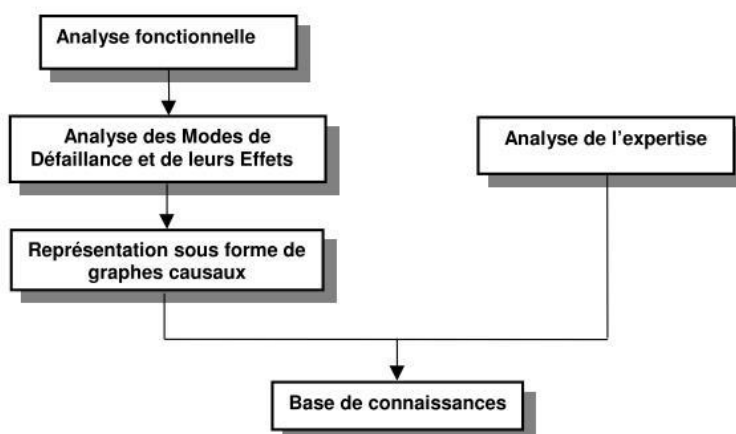 Analyse fonctionnelle
Analyse des Modes de
Défaillance et de leurs Effets
Analyse de l'expertise
Représentation sous forme de
graphes causaux
Base de connaissances